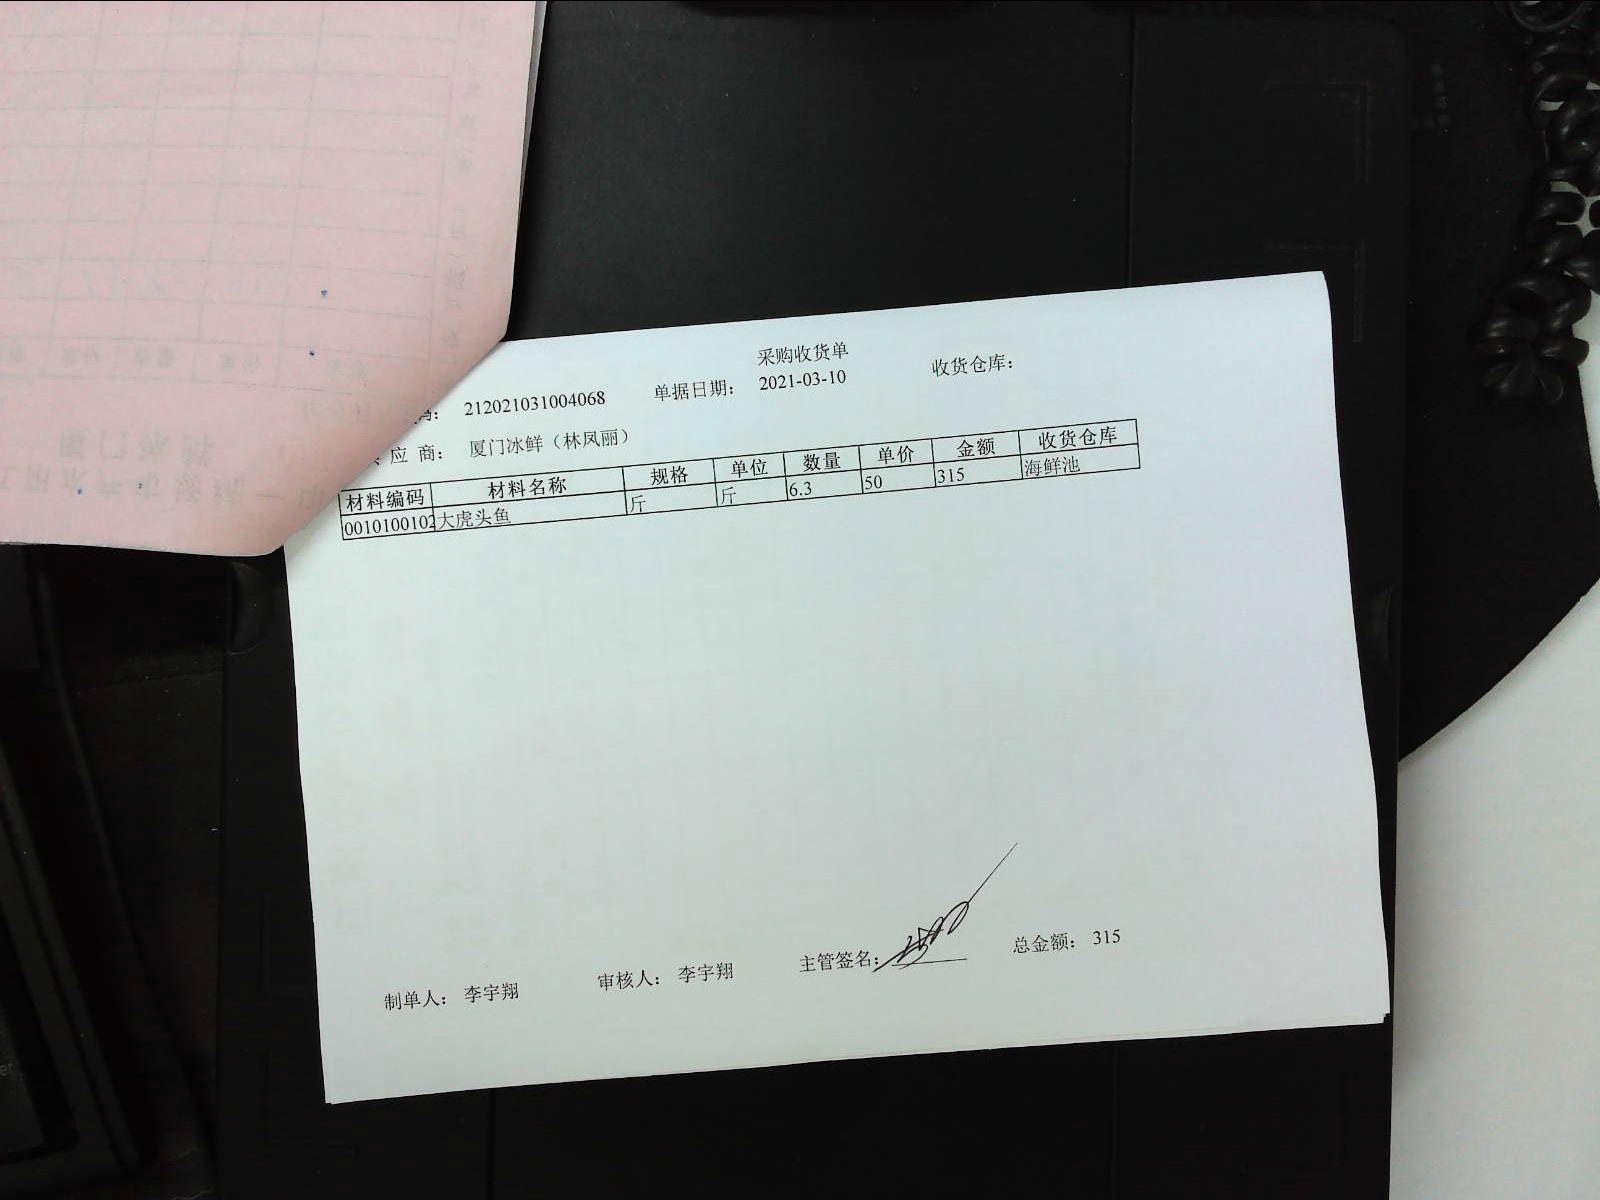 采购收货单
码： 212021031004068 单据日期： 2021-03-10 收货仓库：
应 商： 厦门冰鲜（林凤丽）
材料编码 材料名称 规格 单位 数量 单价 金额 收货仓库
0010100102 大虎头鱼 斤 斤 6.3 50 315 海鲜池
制单人： 李宇翔 审核人： 李宇翔 主管签名： 总金额： 315